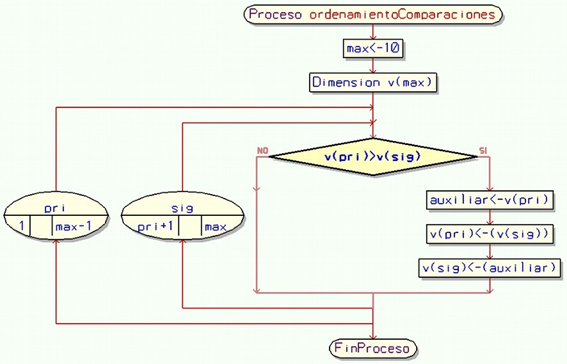 Proceso ordenamientoComparaciones
max<-10
Dimension v(max)
NO
v(pri)>v(sig)
SI
pri
1
max-1
sig
pri+1
max
auxiliar<-v(pri)
v(pri)<-(v(sig))
v(sig)<-(auxiliar)
FinProceso